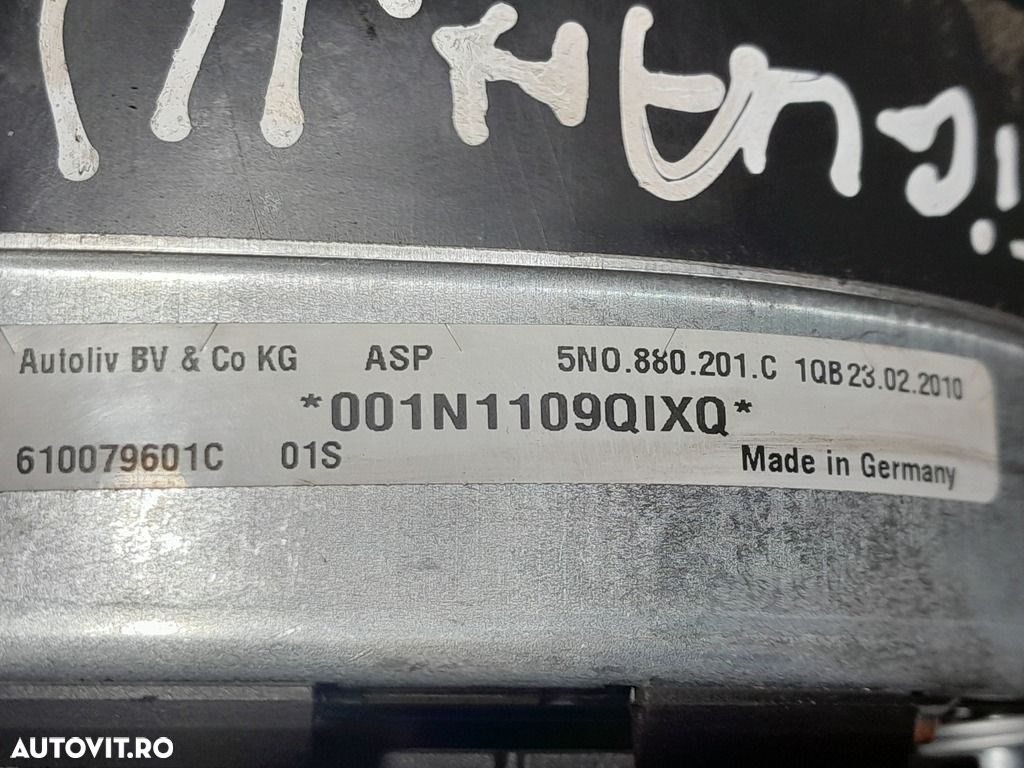 Autoliv BV & Co KG ASP 5N0.880.201.C 1QB 23.02.2010
*001N1109QIXQ*
610079601C 01S Made in Germany
AUTOVIT.RO